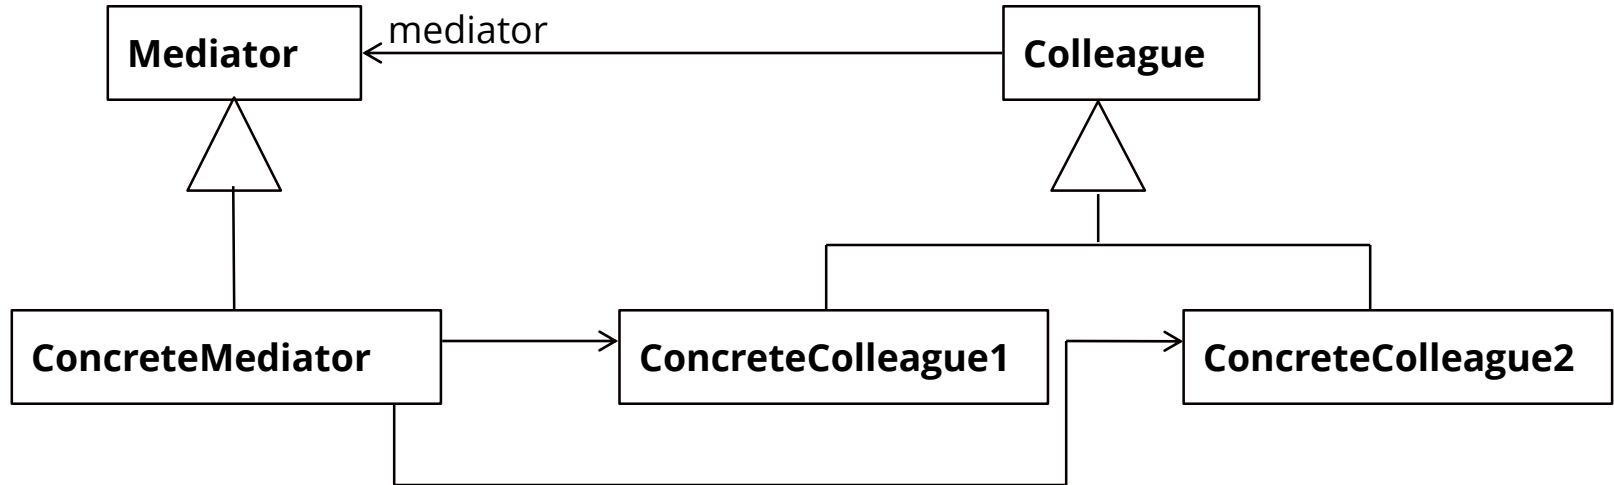 Mediator
mediator
Colleague
ConcreteMediator
ConcreteColleague1
ConcreteColleague2